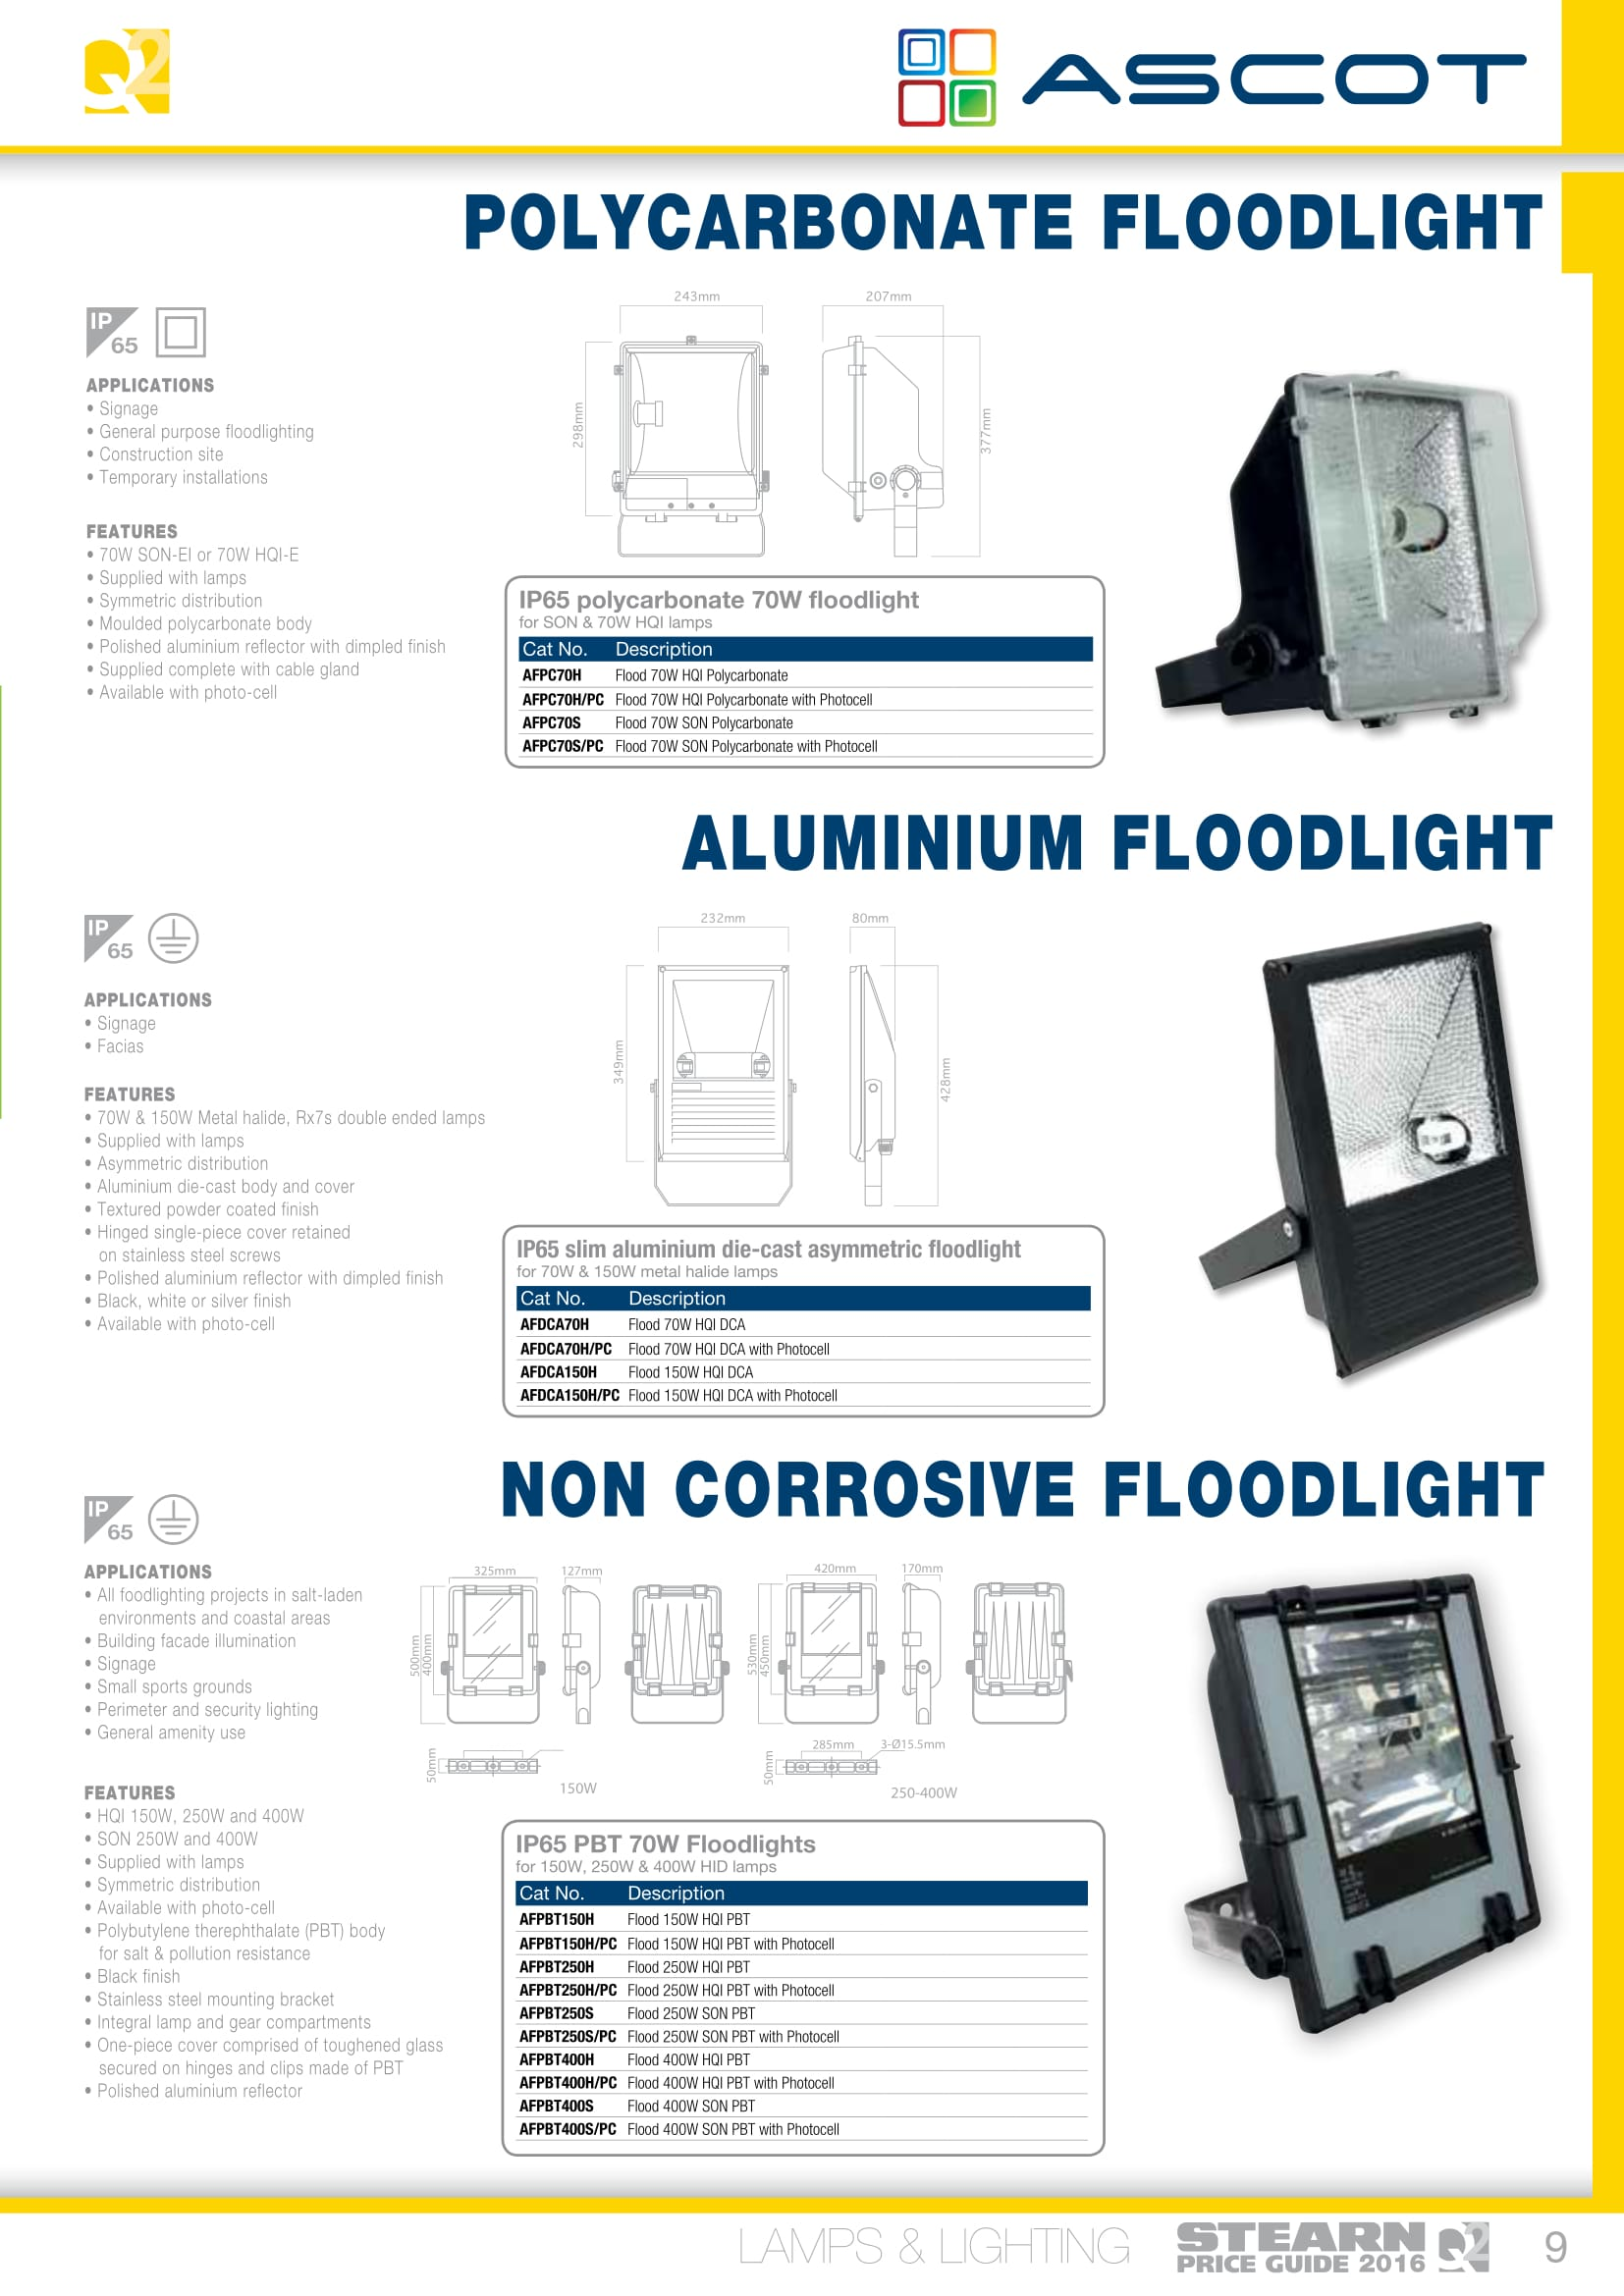 Q2
ASCOT
POLYCARBONATE FLOODLIGHT
IP
65
APPLICATIONS
• Signage
• General purpose floodlighting
• Construction site
• Temporary installations
FEATURES
• 70W SON-EI or 70W HQI-E
• Supplied with lamps
• Symmetric distribution
• Moulded polycarbonate body
• Polished aluminium reflector with dimpled finish
• Supplied complete with cable gland
• Available with photo-cell
243mm
207mm
298mm
377mm
IP65 polycarbonate 70W floodlight
for SON & 70W HQI lamps
Cat No. Description
AFPC70H Flood 70W HQI Polycarbonate
AFPC70H/PC Flood 70W HQI Polycarbonate with Photocell
AFPC70S Flood 70W SON Polycarbonate
AFPC70S/PC Flood 70W SON Polycarbonate with Photocell
ALUMINIUM FLOODLIGHT
IP
65
APPLICATIONS
• Signage
• Facias
FEATURES
• 70W & 150W Metal halide, Rx7s double ended lamps
• Supplied with lamps
• Asymmetric distribution
• Aluminium die-cast body and cover
• Textured powder coated finish
• Hinged single-piece cover retained
on stainless steel screws
• Polished aluminium reflector with dimpled finish
• Black, white or silver finish
• Available with photo-cell
232mm
80mm
349mm
428mm
IP65 slim aluminium die-cast asymmetric floodlight
for 70W & 150W metal halide lamps
Cat No. Description
AFDCA70H Flood 70W HQI DCA
AFDCA70H/PC Flood 70W HQI DCA with Photocell
AFDCA150H Flood 150W HQI DCA
AFDCA150H/PC Flood 150W HQI DCA with Photocell
NON CORROSIVE FLOODLIGHT
IP
65
APPLICATIONS
• All foodlighting projects in salt-laden
environments and coastal areas
• Building facade illumination
• Signage
• Small sports grounds
• Perimeter and security lighting
• General amenity use
FEATURES
• HQI 150W, 250W and 400W
• SON 250W and 400W
• Supplied with lamps
• Symmetric distribution
• Available with photo-cell
• Polybutylene therephthalate (PBT) body
for salt & pollution resistance
• Black finish
• Stainless steel mounting bracket
• Integral lamp and gear compartments
• One-piece cover comprised of toughened glass
secured on hinges and clips made of PBT
• Polished aluminium reflector
325mm
127mm
500mm
400mm
50mm
150W
420mm
170mm
530mm
450mm
285mm
3-Ø15.5mm
50mm
250-400W
IP65 PBT 70W Floodlights
for 150W, 250W & 400W HID lamps
Cat No. Description
AFPBT150H Flood 150W HQI PBT
AFPBT150H/PC Flood 150W HQI PBT with Photocell
AFPBT250H Flood 250W HQI PBT
AFPBT250H/PC Flood 250W HQI PBT with Photocell
AFPBT250S Flood 250W SON PBT
AFPBT250S/PC Flood 250W SON PBT with Photocell
AFPBT400H Flood 400W HQI PBT
AFPBT400H/PC Flood 400W HQI PBT with Photocell
AFPBT400S Flood 400W SON PBT
AFPBT400S/PC Flood 400W SON PBT with Photocell
LAMPS & LIGHTING
STEARN
PRICE GUIDE 2016
Q2
9